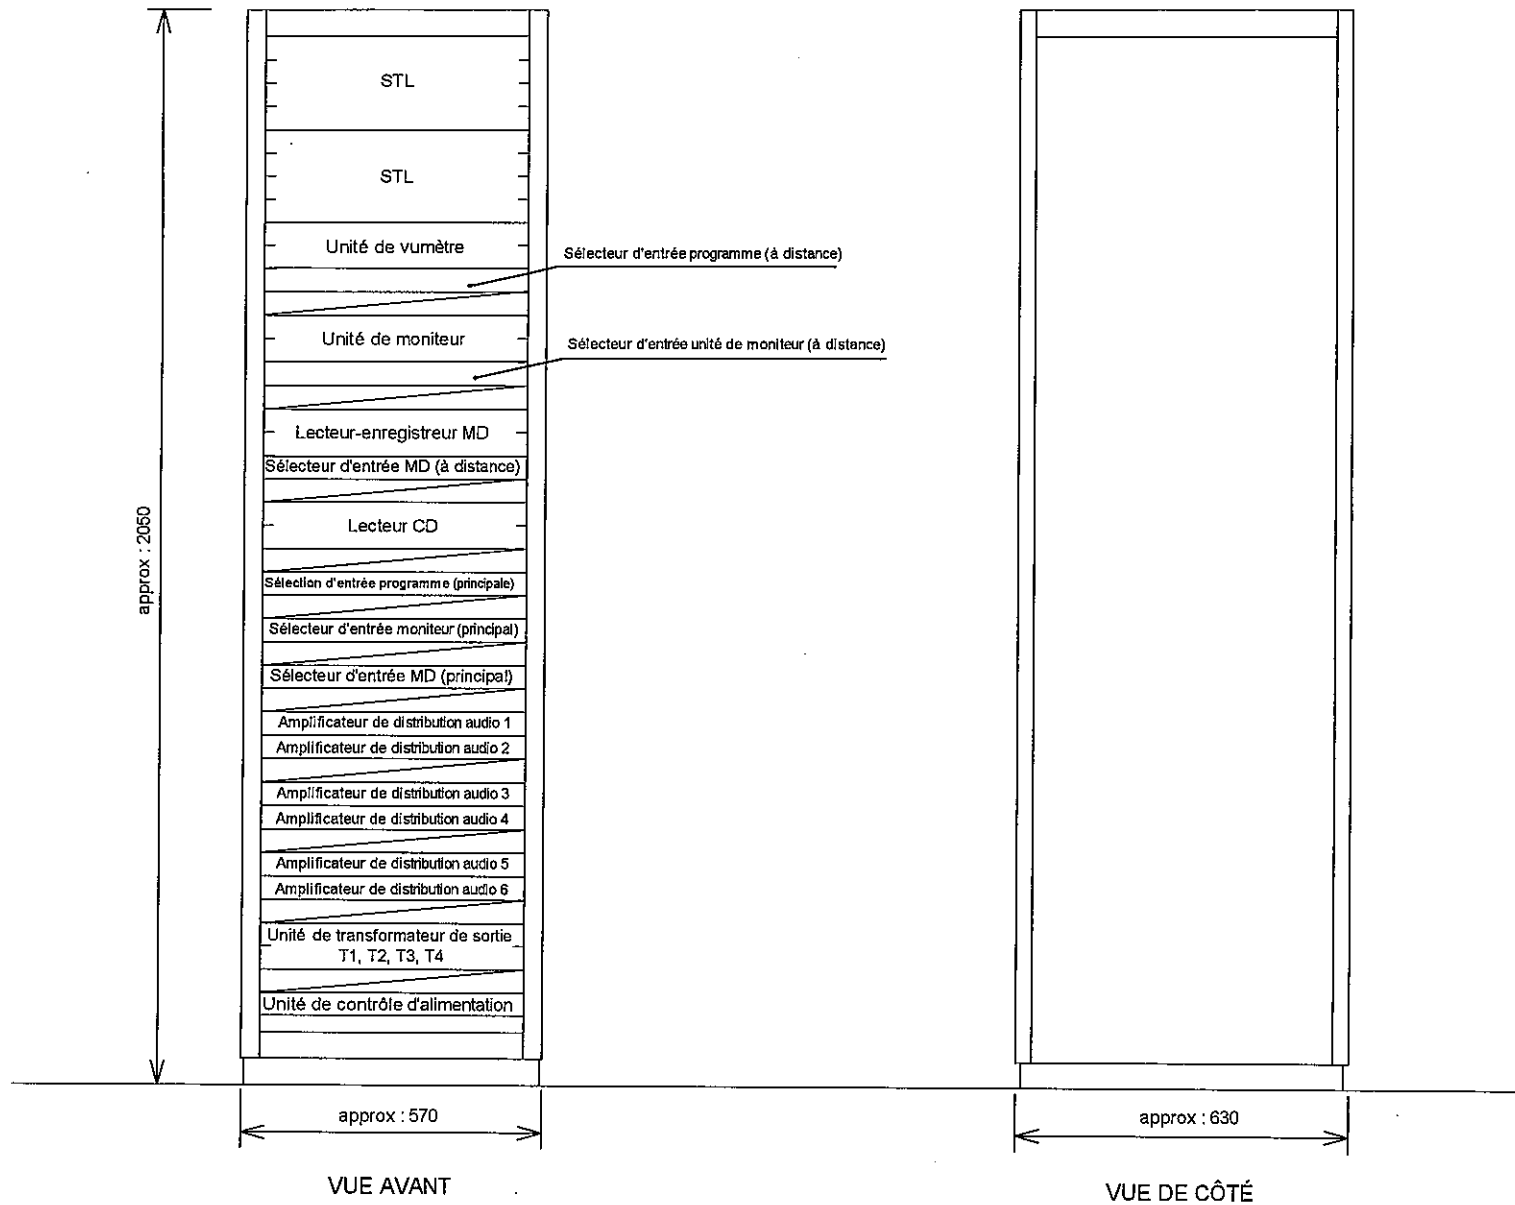 STL
STL
Unité de vumètre
Sélecteur d'entrée programme (à distance)
Unité de moniteur
Sélecteur d'entrée unité de moniteur (à distance)
Lecteur-enregistreur MD
Sélecteur d'entrée MD (à distance)
Lecteur CD
approx : 2050
Sélection d'entrée programme (principale)
Sélecteur d'entrée moniteur (principal)
Sélecteur d'entrée MD (principal)
Amplificateur de distribution audio 1
Amplificateur de distribution audio 2
Amplificateur de distribution audio 3
Amplificateur de distribution audio 4
Amplificateur de distribution audio 5
Amplificateur de distribution audio 6
Unité de transformateur de sortie
T1, T2, T3, T4
Unité de contrôle d'alimentation
approx : 570
approx : 630
VUE AVANT
VUE DE CÔTÉ